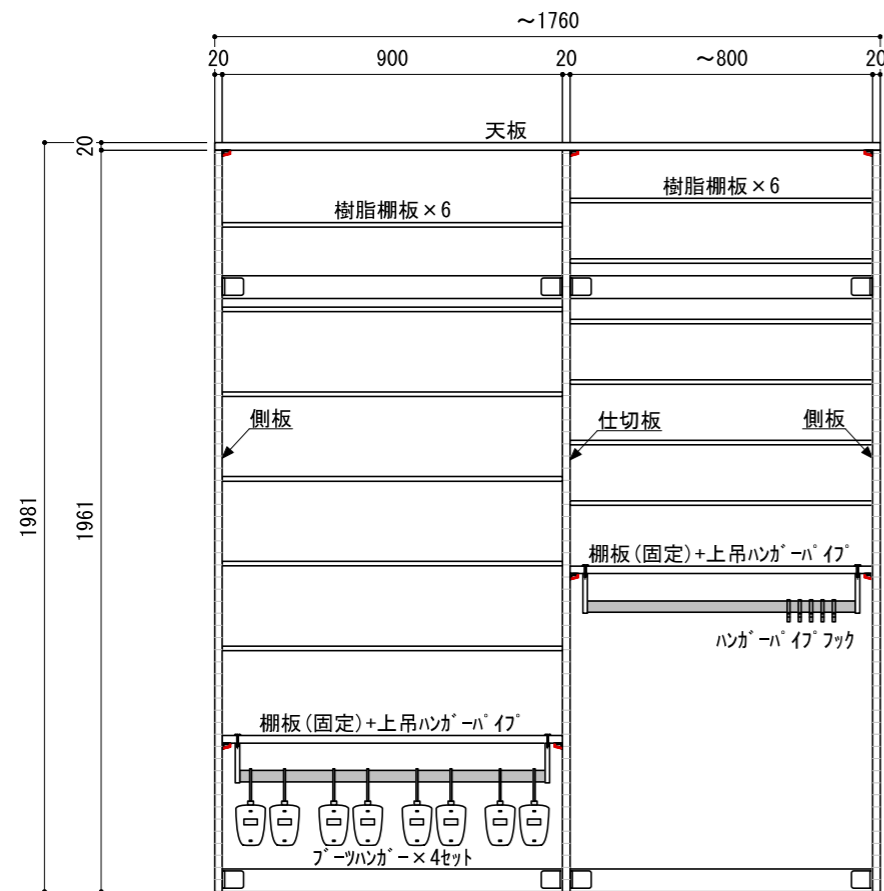 ～1760
20 900 20 ～800 20
20
天板
樹脂棚板×6
樹脂棚板×6
側板
仕切板
側板
1981
1961
棚板(固定)+上吊ﾊﾝｶﾞｰﾊﾟｲﾌﾟ
ﾊﾝｶﾞｰﾊﾟｲﾌﾟﾌｯｸ
棚板(固定)+上吊ﾊﾝｶﾞｰﾊﾟｲﾌﾟ
ﾌﾞｰﾂﾊﾝｶﾞｰ×4ｾｯﾄ